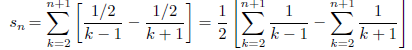 s_n = \sum_{k=2}^{n+1} \left[ \frac{1/2}{k-1} - \frac{1/2}{k+1} \right] = \frac{1}{2} \left[ \sum_{k=2}^{n+1} \frac{1}{k-1} - \sum_{k=2}^{n+1} \frac{1}{k+1} \right.